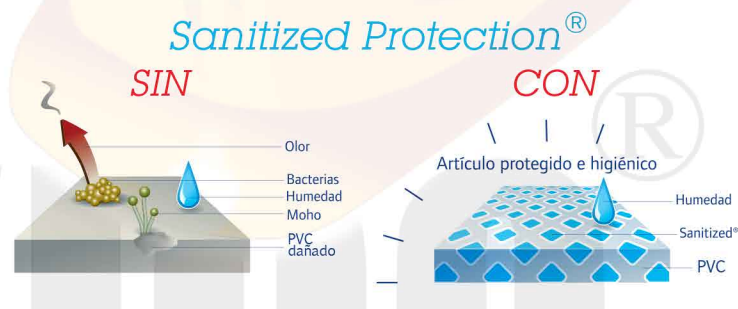 Sanitized Protection®
SIN
CON
Olor
Bacterias
Humedad
Moho
PVC
dañado
Artículo protegido e higiénico
Humedad
Sanitized®
PVC
®